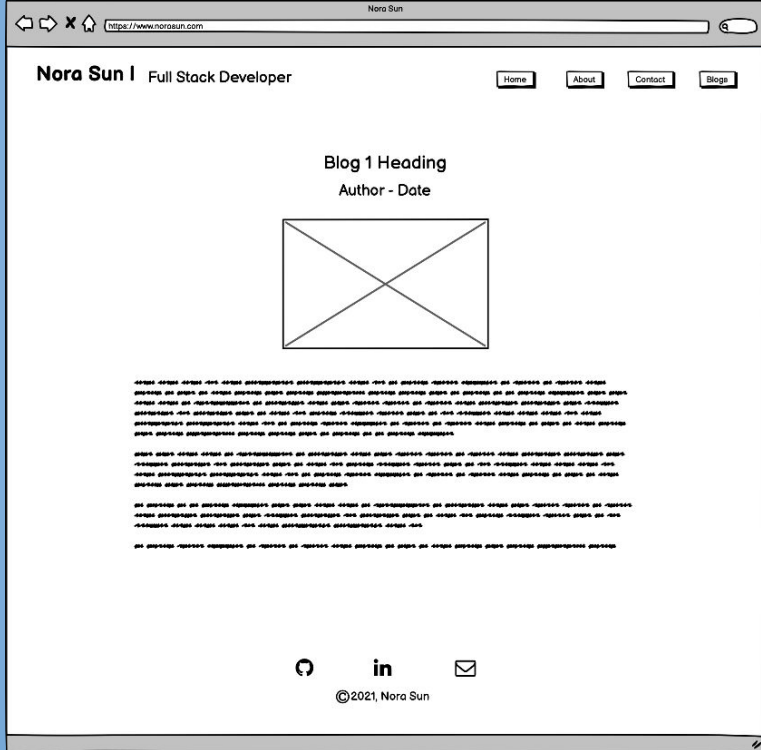 Nora Sun
https://www.norasun.com
Nora Sun | Full Stack Developer
Home About Contact Blogs
Blog 1 Heading
Author - Date
in
©2021, Nora Sun